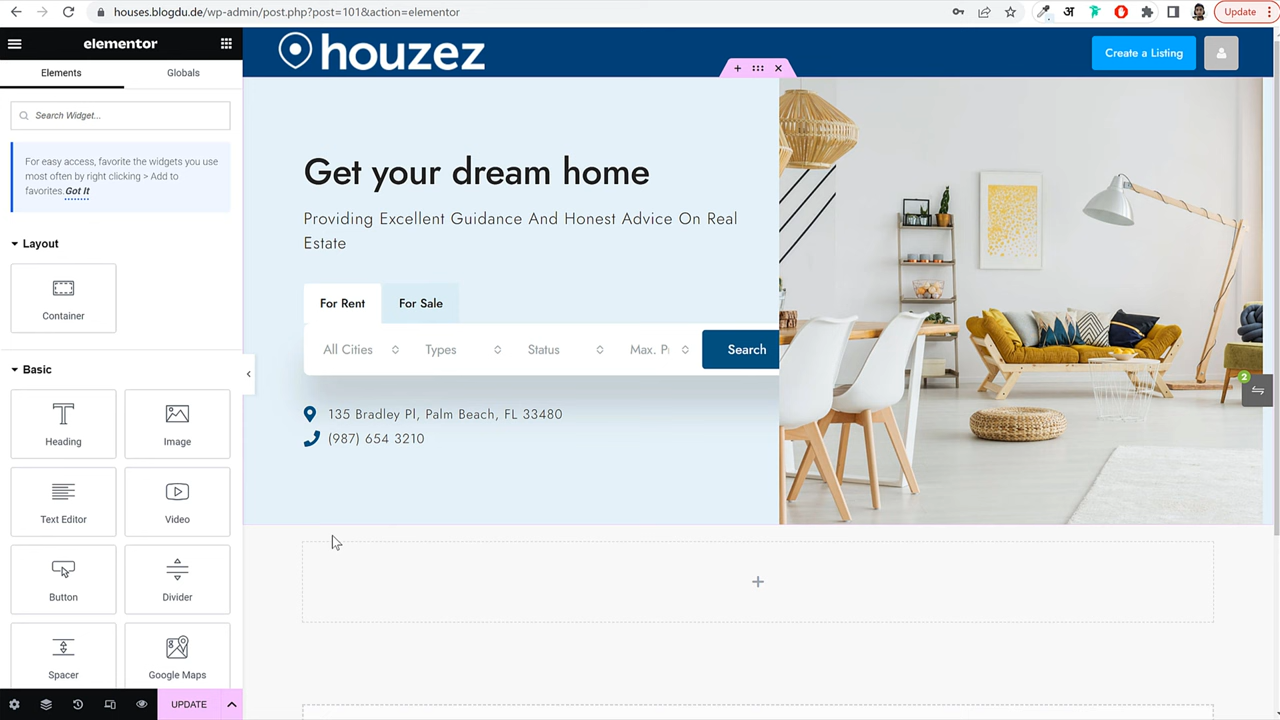 houses.blogdu.de/wp-admin/post.php?post=101&action=elementor
अ
Update
elementor
houzez
Create a Listing
Elements
Globals
Search Widget...
For easy access, favorite the widgets you use
most often by right clicking > Add to
favorites. Got It
Layout
Container
Basic
Heading
Image
Text Editor
Video
Button
Divider
Spacer
Google Maps
UPDATE
Get your dream home
Providing Excellent Guidance And Honest Advice On Real
Estate
For Rent
For Sale
All Cities
Types
Status
Max. P
Search
2
135 Bradley Pl, Palm Beach, FL 33480
(987) 654 3210